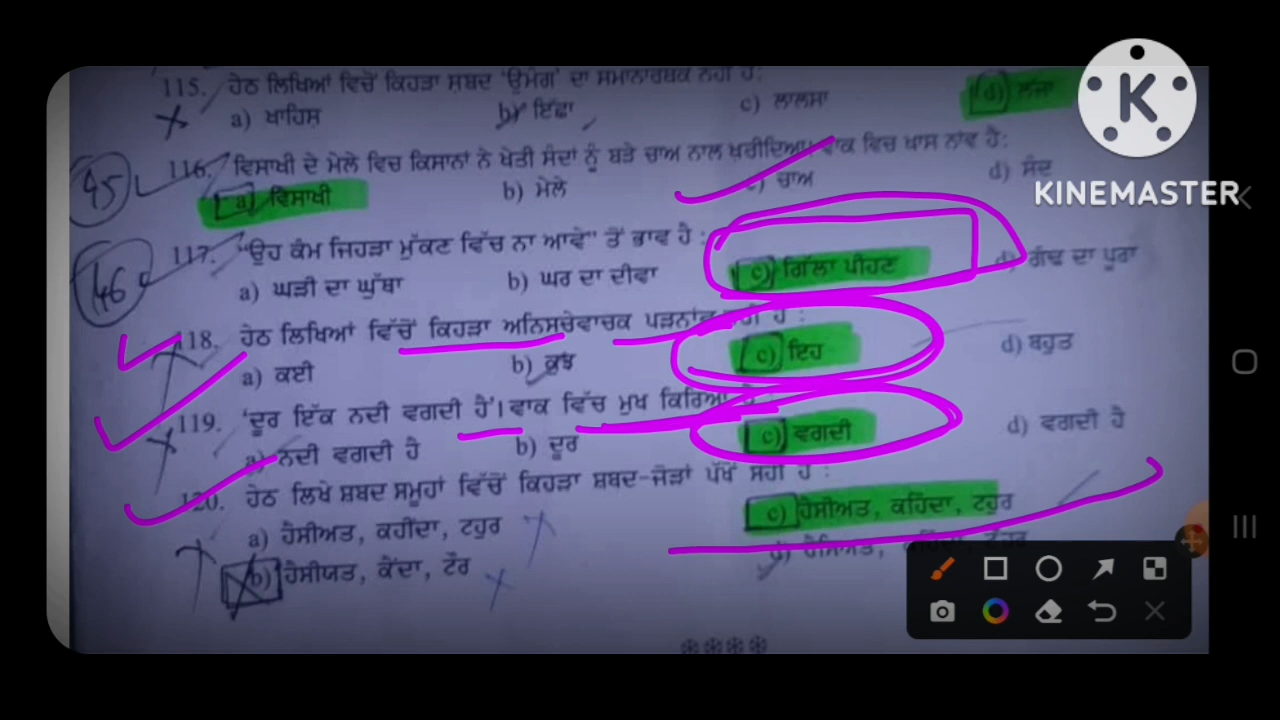 115. ਹੇਠ ਲਿਖਿਆਂ ਵਿਚੋਂ ਕਿਹੜਾ ਸ਼ਬਦ 'ਉਮੰਗ' ਦਾ ਸਮਾਨਾਰਥਕ ਨਹੀਂ ਹੈ:
a) ਖਾਹਿਸ਼ b) ਇੱਛਾ c) ਲਾਲਸਾ d) ਲੱਜਾ
116. ਵਿਸਾਖੀ ਦੇ ਮੇਲੇ ਵਿਚ ਕਿਸਾਨਾਂ ਨੇ ਖੇਤੀ ਸੰਦਾਂ ਨੂੰ ਬੜੇ ਚਾਅ ਨਾਲ ਖ਼ਰੀਦਿਆ। ਵਾਕ ਵਿਚ ਖਾਸ ਨਾਂਵ ਹੈ:
45
a) ਵਿਸਾਖੀ b) ਮੇਲੇ c) ਚਾਅ d) ਸੰਦ
KINEMASTER
117. "ਉਹ ਕੰਮ ਜਿਹੜਾ ਮੁੱਕਣ ਵਿੱਚ ਨਾ ਆਵੇ" ਤੋਂ ਭਾਵ ਹੈ :
46
a) ਘੜੀ ਦਾ ਘੁੱਥਾ b) ਘਰ ਦਾ ਦੀਵਾ c) ਗਿੱਲਾ ਪੀਹਣ d) ਗੰਢ ਦਾ ਪੂਰਾ
118. ਹੇਠ ਲਿਖਿਆਂ ਵਿੱਚੋਂ ਕਿਹੜਾ ਅਨਿਸਚੇਵਾਚਕ ਪੜਨਾਂਵ ਨਹੀਂ ਹੈ :
a) ਕਈ b) ਕੁਝ c) ਇਹ d) ਬਹੁਤ
119. 'ਦੂਰ ਇੱਕ ਨਦੀ ਵਗਦੀ ਹੈ'। ਵਾਕ ਵਿੱਚ ਮੁਖ ਕਿਰਿਆ ਹੈ :
a) ਨਦੀ ਵਗਦੀ ਹੈ b) ਦੂਰ c) ਵਗਦੀ d) ਵਗਦੀ ਹੈ
120. ਹੇਠ ਲਿਖੇ ਸ਼ਬਦ ਸਮੂਹਾਂ ਵਿੱਚੋਂ ਕਿਹੜਾ ਸ਼ਬਦ-ਜੋੜਾਂ ਪੱਖੋਂ ਸਹੀ ਹੈ :
a) ਹੈਸੀਅਤ, ਕਹੀਂਦਾ, ਟਹੁਰ c) ਹੈਸੀਅਤ, ਕਹਿੰਦਾ, ਟਹੁਰ
b) ਹੈਸੀਯਤ, ਕੈਂਦਾ, ਟੌਰ d) ਹੈਸਿਅਤ,